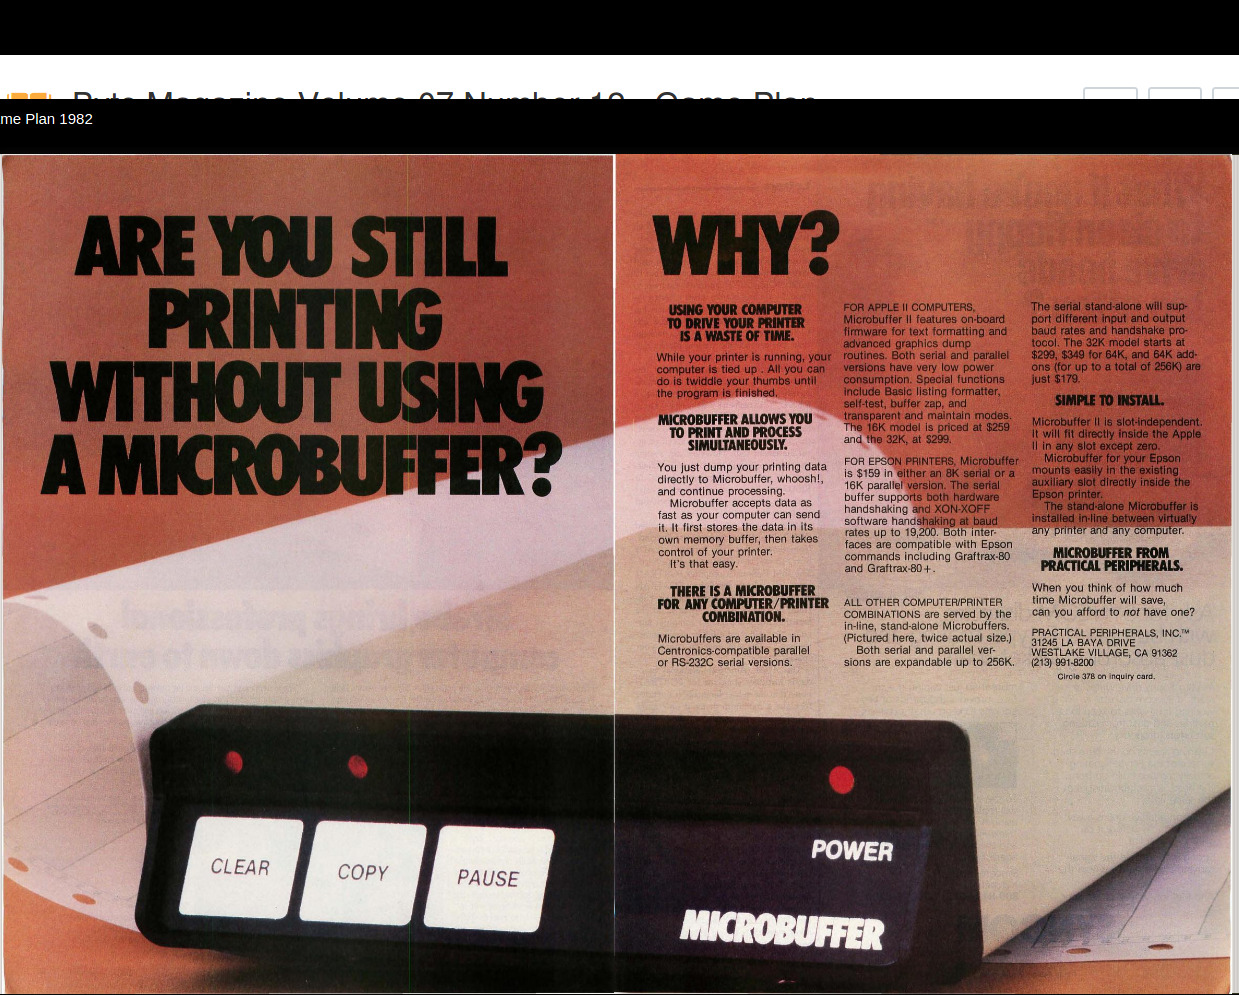 Byte Magazine Volume 07 Number 12 - Game Plan
me Plan 1982
ARE YOU STILL
PRINTING
WITHOUT USING
A MICROBUFFER?
WHY?
USING YOUR COMPUTER
TO DRIVE YOUR PRINTER
IS A WASTE OF TIME.
While your printer is running, your
computer is tied up . All you can
do is twiddle your thumbs until
the program is finished.
MICROBUFFER ALLOWS YOU
TO PRINT AND PROCESS
SIMULTANEOUSLY.
You just dump your printing data
directly to Microbuffer, whoosh!,
and continue processing.
Microbuffer accepts data as
fast as your computer can send
it. It first stores the data in its
own memory buffer, then takes
control of your printer.
It's that easy.
THERE IS A MICROBUFFER
FOR ANY COMPUTER/PRINTER
COMBINATION.
Microbuffers are available in
Centronics-compatible parallel
or RS-232C serial versions.
FOR APPLE II COMPUTERS,
Microbuffer II features on-board
firmware for text formatting and
advanced graphics dump
routines. Both serial and parallel
versions have very low power
consumption. Special functions
include Basic listing formatter,
self-test, buffer zap, and
transparent and maintain modes.
The 16K model is priced at $259
and the 32K, at $299.
FOR EPSON PRINTERS, Microbuffer
is $159 in either an 8K serial or a
16K parallel version. The serial
buffer supports both hardware
handshaking and XON-XOFF
software handshaking at baud
rates up to 19,200. Both inter-
faces are compatible with Epson
commands including Graftrax-80
and Graftrax-80+.
ALL OTHER COMPUTER/PRINTER
COMBINATIONS are served by the
in-line, stand-alone Microbuffers.
(Pictured here, twice actual size.)
Both serial and parallel ver-
sions are expandable up to 256K.
The serial stand-alone will sup-
port different input and output
baud rates and handshake pro-
tocol. The 32K model starts at
$299, $349 for 64K, and 64K add-
ons (for up to a total of 256K) are
just $179.
SIMPLE TO INSTALL.
Microbuffer II is slot-independent.
It will fit directly inside the Apple
II in any slot except zero.
Microbuffer for your Epson
mounts easily in the existing
auxiliary slot directly inside the
Epson printer.
The stand-alone Microbuffer is
installed in-line between virtually
any printer and any computer.
MICROBUFFER FROM
PRACTICAL PERIPHERALS.
When you think of how much
time Microbuffer will save,
can you afford to not have one?
PRACTICAL PERIPHERALS, INC.™
31245 LA BAYA DRIVE
WESTLAKE VILLAGE, CA 91362
(213) 991-8200
Circle 378 on inquiry card.
CLEAR
COPY
PAUSE
POWER
MICROBUFFER